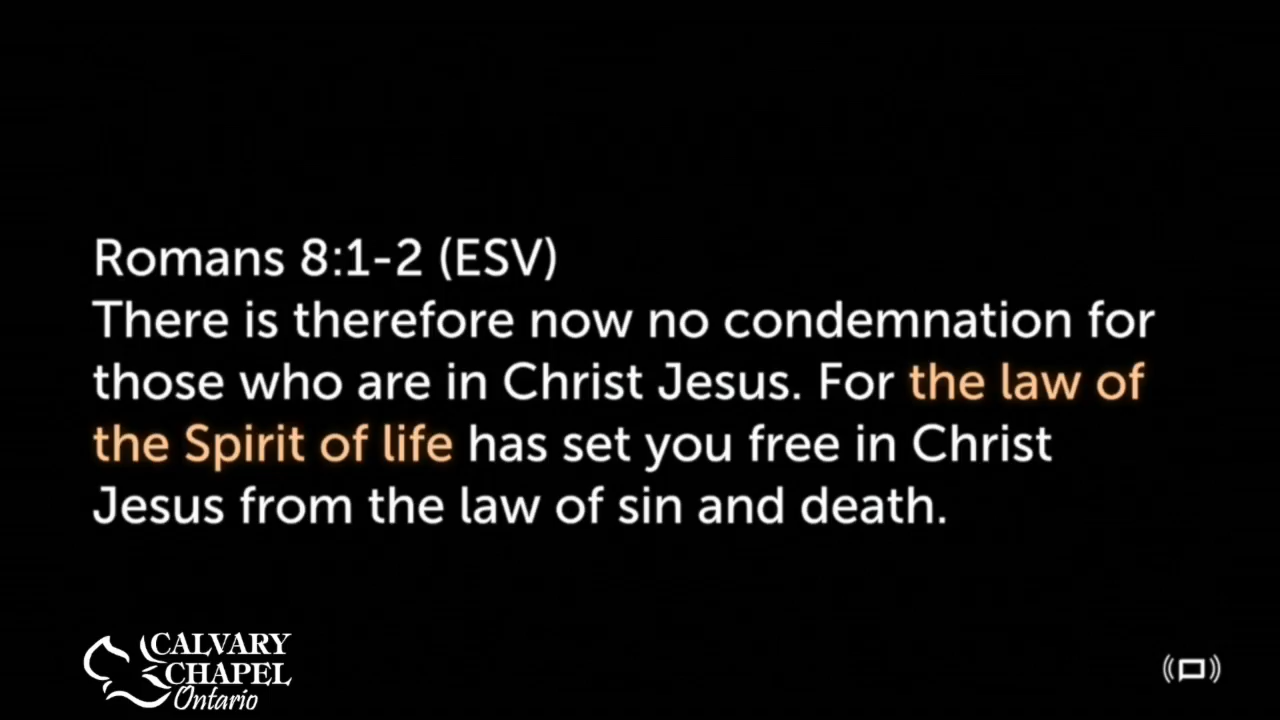 Romans 8:1-2 (ESV)
There is therefore now no condemnation for
those who are in Christ Jesus. For the law of
the Spirit of life has set you free in Christ
Jesus from the law of sin and death.
CALVARY
CHAPEL
Ontario